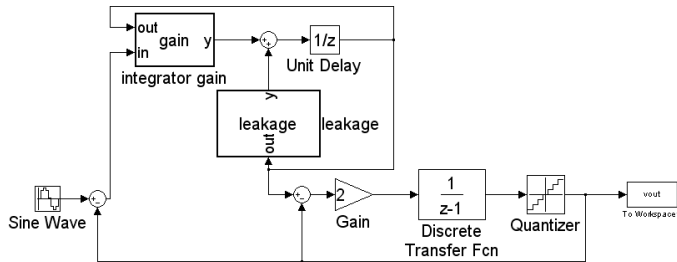 out
gain
y
in
integrator gain
1/z
Unit Delay
y
leakage
out
leakage
Sine Wave
2
Gain
1
z-1
Discrete
Transfer Fcn
Quantizer
vout
To Workspace